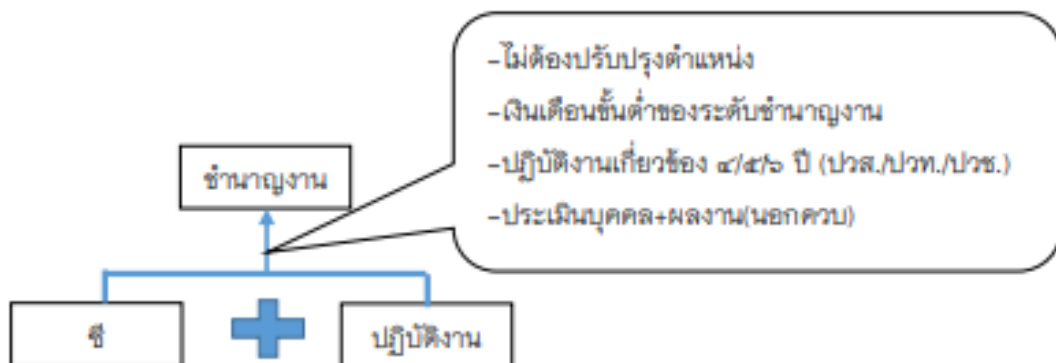 -ไม่ต้องปรับปรุงตำแหน่ง
-เงินเดือนขั้นต่ำของระดับชำนาญงาน
-ปฏิบัติงานเกี่ยวข้อง ๔/๕/๖ ปี (ปวส./ปวท./ปวช.)
-ประเมินบุคคล+ผลงาน(นอกควบ)
ชำนาญงาน
ซี
ปฏิบัติงาน